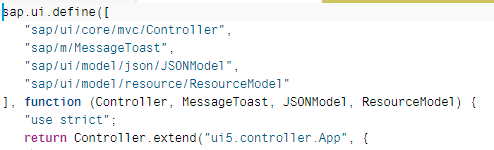 sap.ui.define([
"sap/ui/core/mvc/Controller",
"sap/m/MessageToast",
"sap/ui/model/json/JSONModel",
"sap/ui/model/resource/ResourceModel"
], function (Controller, MessageToast, JSONModel, ResourceModel) {
"use strict";
return Controller.extend("ui5.controller.App", {